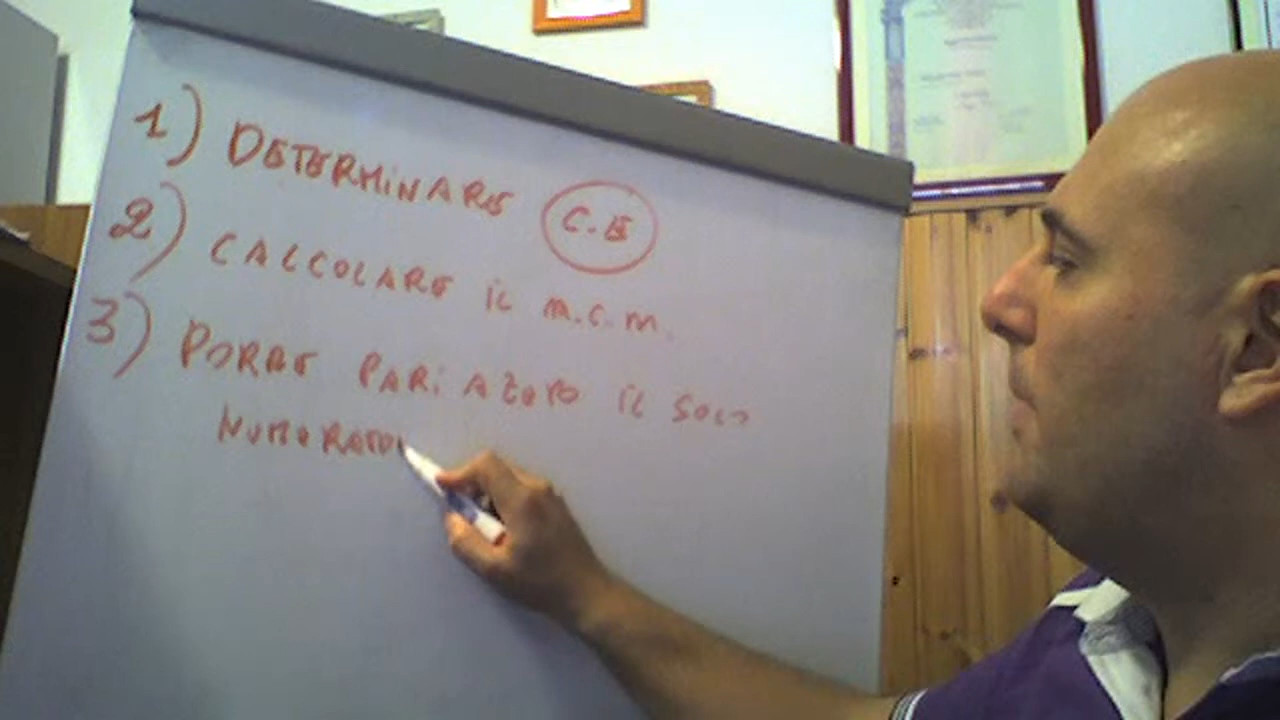 1) DETERMINARE C.E
2) CALCOLARE IL M.C.M.
3) PORRE PARI A ZERO IL SOLO
NUMERATO